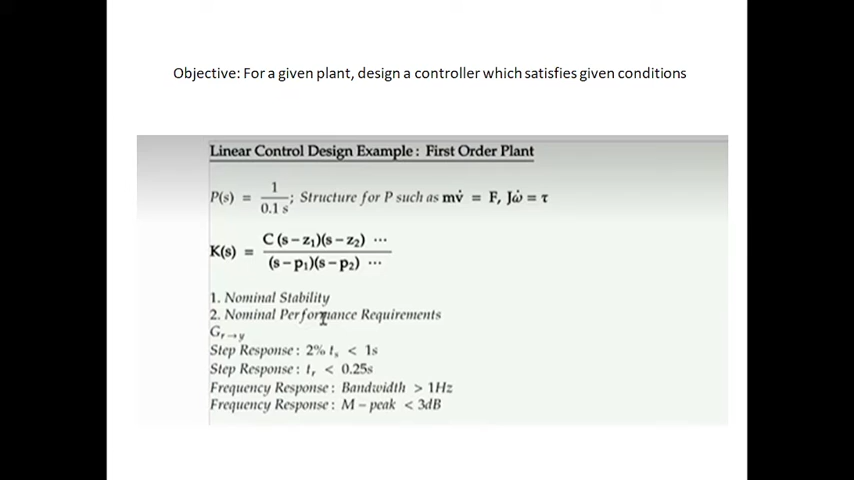 Objective: For a given plant, design a controller which satisfies given conditions
Linear Control Design Example: First Order Plant
P(s) = 1 / 0.1 s ; Structure for P such as mv̇ = F, Jω̇ = τ
K(s) = C (s − z₁)(s − z₂) ⋯ / (s − p₁)(s − p₂) ⋯
1. Nominal Stability
2. Nominal Performance Requirements
G r→y
Step Response: 2% tₛ < 1s
Step Response: tᵣ < 0.25s
Frequency Response: Bandwidth > 1Hz
Frequency Response: M − peak < 3dB